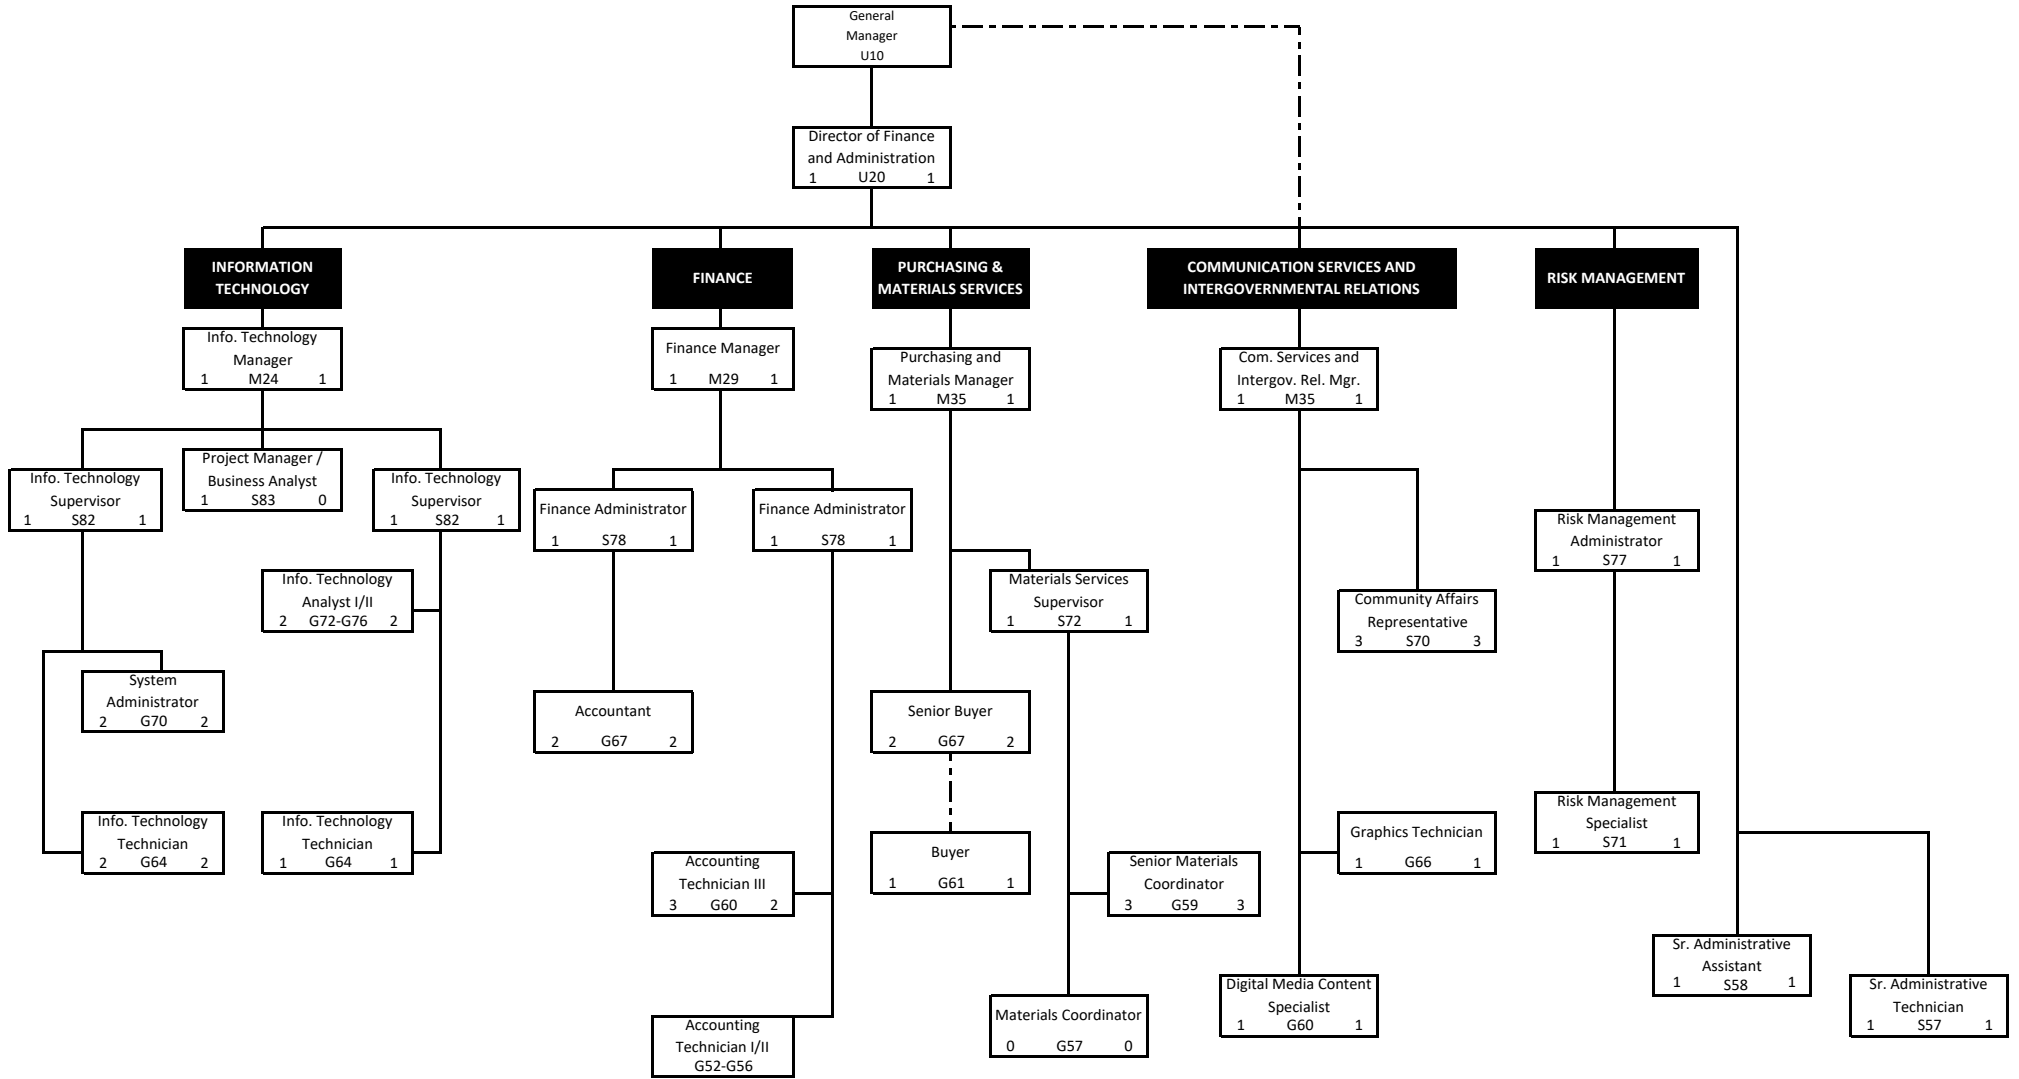 General
Manager
U10
Director of Finance
and Administration
1 U20 1
INFORMATION
TECHNOLOGY
FINANCE
PURCHASING &
MATERIALS SERVICES
COMMUNICATION SERVICES AND
INTERGOVERNMENTAL RELATIONS
RISK MANAGEMENT
Info. Technology
Manager
1 M24 1
Finance Manager
1 M29 1
Purchasing and
Materials Manager
1 M35 1
Com. Services and
Intergov. Rel. Mgr.
1 M35 1
Info. Technology
Supervisor
1 S82 1
Project Manager /
Business Analyst
1 S83 0
Info. Technology
Supervisor
1 S82 1
Finance Administrator
1 S78 1
Finance Administrator
1 S78 1
Risk Management
Administrator
1 S77 1
Info. Technology
Analyst I/II
2 G72-G76 2
Materials Services
Supervisor
1 S72 1
Community Affairs
Representative
3 S70 3
System
Administrator
2 G70 2
Accountant
2 G67 2
Senior Buyer
2 G67 2
Info. Technology
Technician
2 G64 2
Info. Technology
Technician
1 G64 1
Graphics Technician
1 G66 1
Risk Management
Specialist
1 S71 1
Accounting
Technician III
3 G60 2
Buyer
1 G61 1
Senior Materials
Coordinator
3 G59 3
Sr. Administrative
Assistant
1 S58 1
Sr. Administrative
Technician
1 S57 1
Digital Media Content
Specialist
1 G60 1
Materials Coordinator
0 G57 0
Accounting
Technician I/II
G52-G56